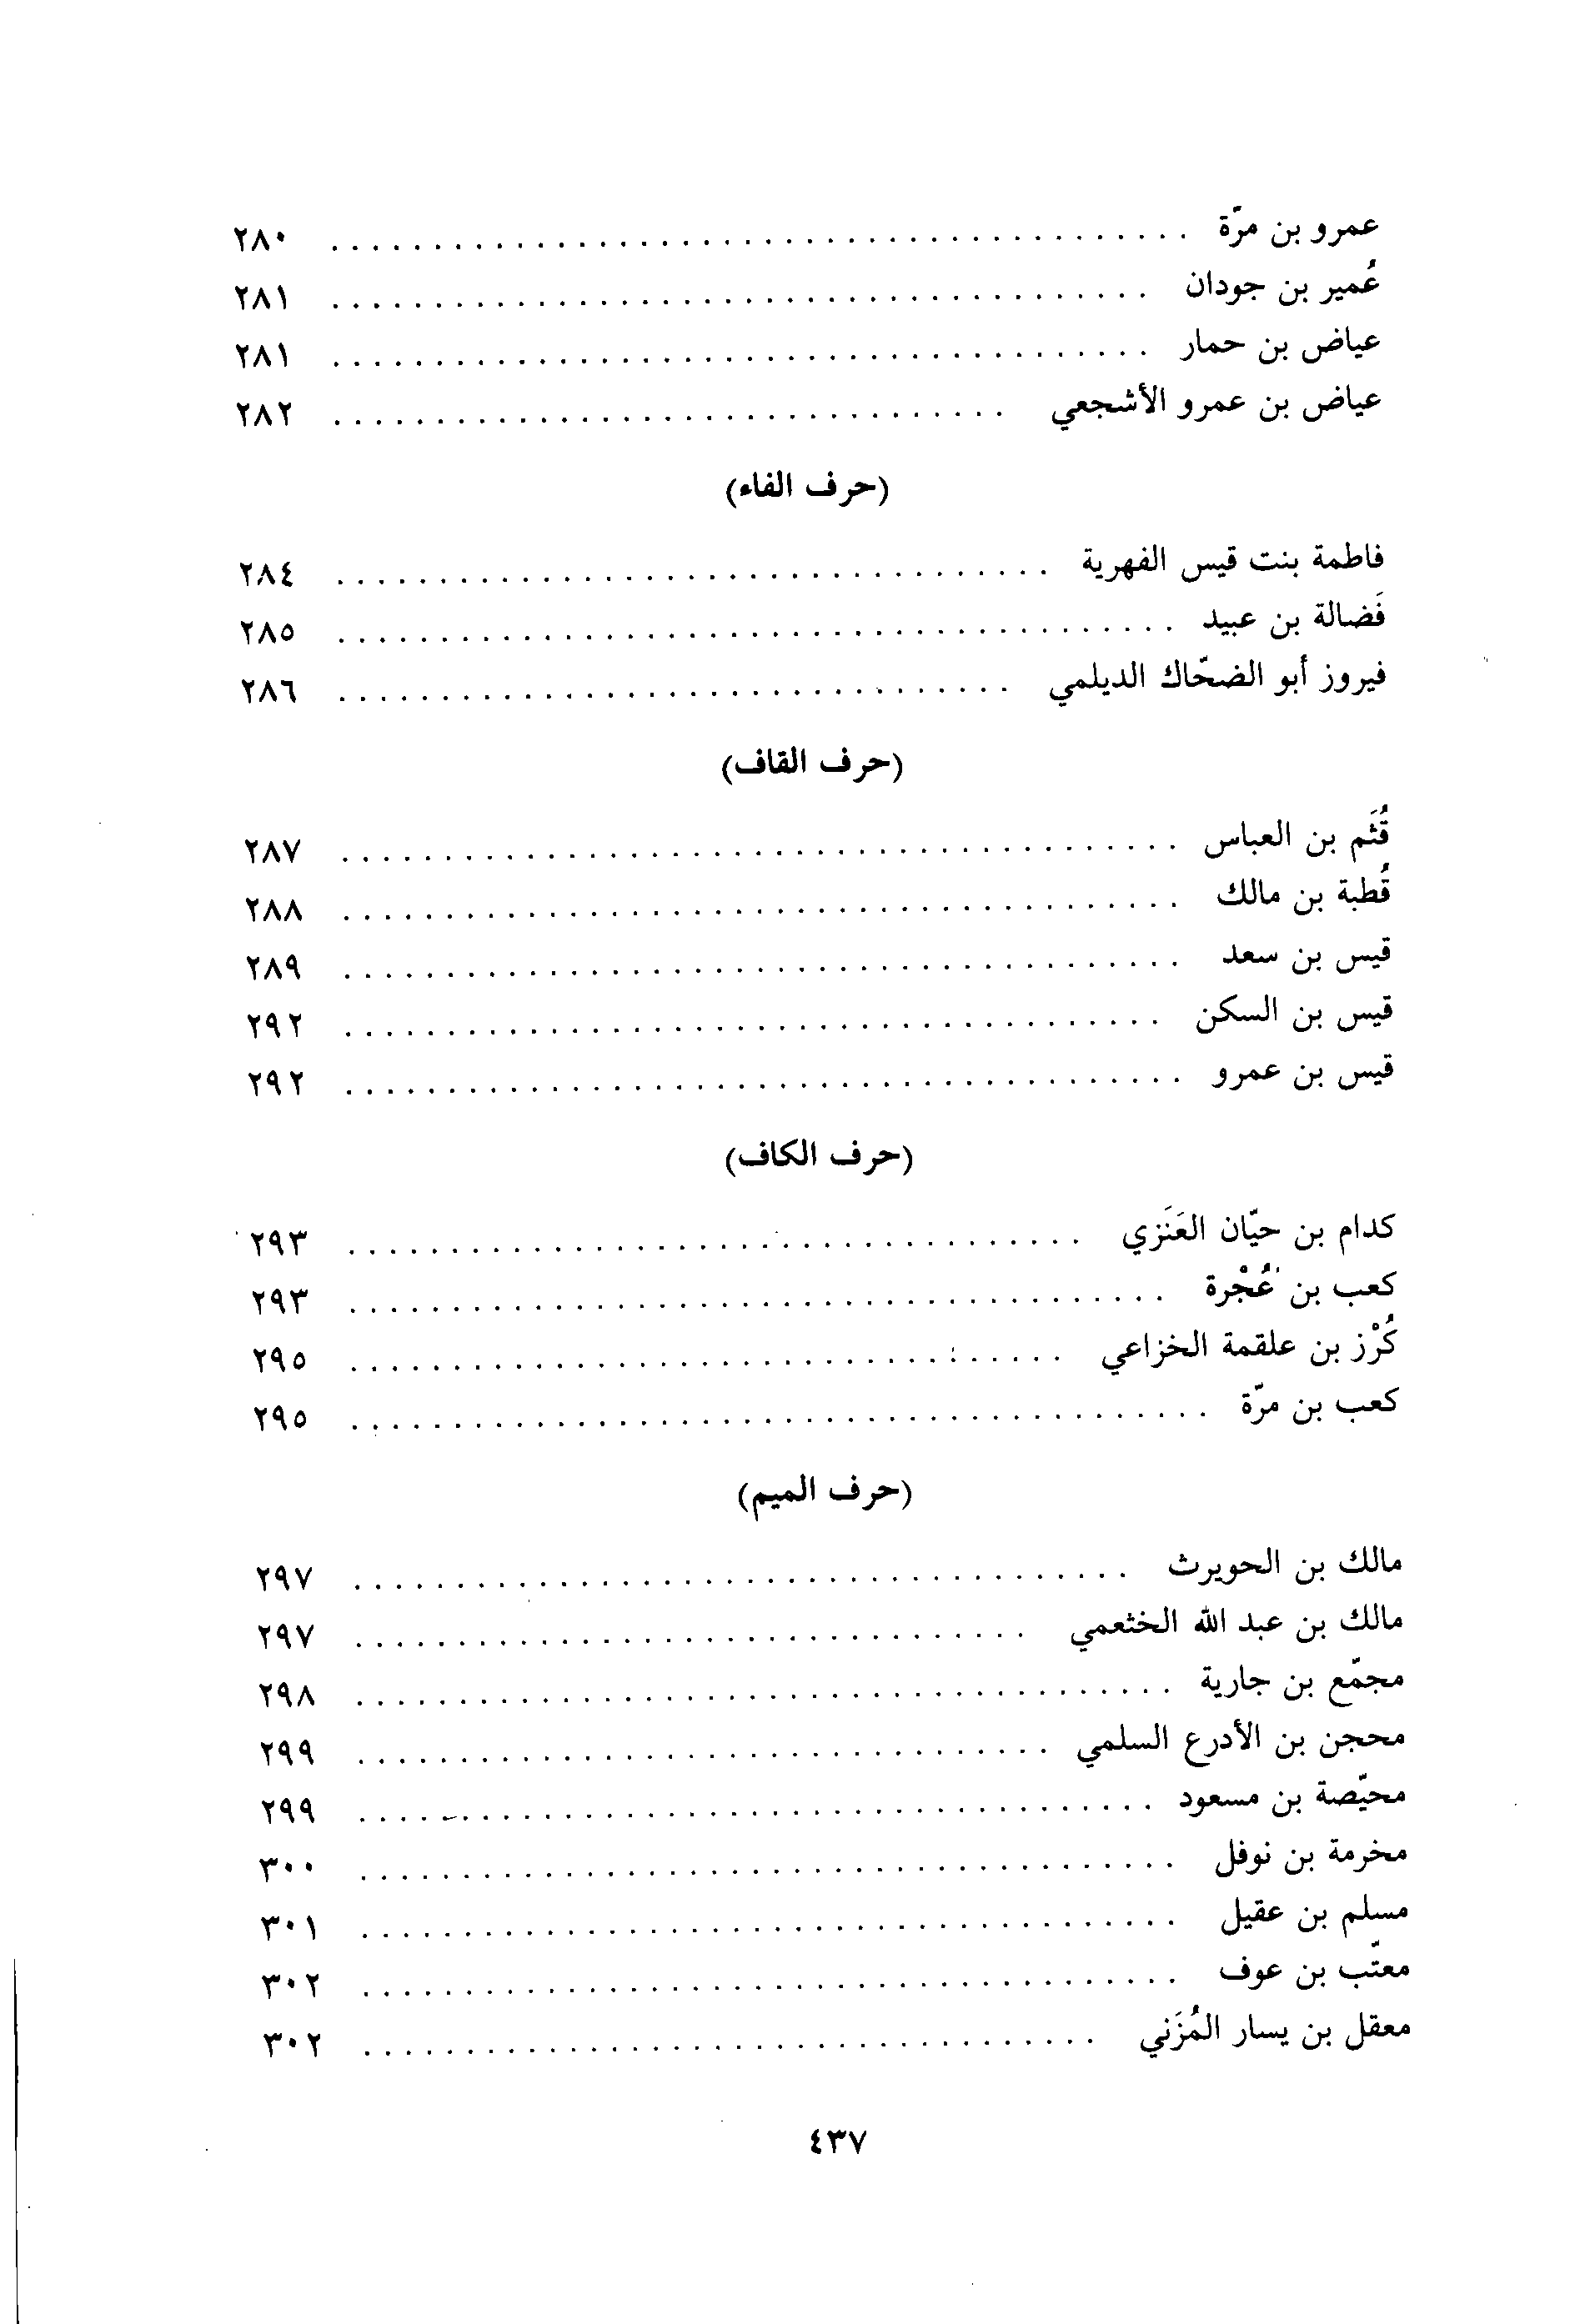 عمرو بن مرّة . . . . . . . . . . . . . . . . . . . . ٢٨٠
عُمير بن جودان . . . . . . . . . . . . . . . . . . . . ٢٨١
عياض بن حمار . . . . . . . . . . . . . . . . . . . . ٢٨١
عياض بن عمرو الأشجعي . . . . . . . . . . . . . . . . . . . . ٢٨٢
(حرف الفاء)
فاطمة بنت قيس الفهرية . . . . . . . . . . . . . . . . . . . . ٢٨٤
فَضالة بن عبيد . . . . . . . . . . . . . . . . . . . . ٢٨٥
فيروز أبو الضحّاك الديلمي . . . . . . . . . . . . . . . . . . . . ٢٨٦
(حرف القاف)
قُثَم بن العباس . . . . . . . . . . . . . . . . . . . . ٢٨٧
قُطبة بن مالك . . . . . . . . . . . . . . . . . . . . ٢٨٨
قيس بن سعد . . . . . . . . . . . . . . . . . . . . ٢٨٩
قيس بن السكن . . . . . . . . . . . . . . . . . . . . ٢٩٢
قيس بن عمرو . . . . . . . . . . . . . . . . . . . . ٢٩٢
(حرف الكاف)
كدام بن حيّان العَنَزي . . . . . . . . . . . . . . . . . . . . ٢٩٣
كعب بن عُجْرة . . . . . . . . . . . . . . . . . . . . ٢٩٣
كُرْز بن علقمة الخزاعي . . . . . . . . . . . . . . . . . . . . ٢٩٥
كعب بن مرّة . . . . . . . . . . . . . . . . . . . . ٢٩٥
(حرف الميم)
مالك بن الحويرث . . . . . . . . . . . . . . . . . . . . ٢٩٧
مالك بن عبد الله الخثعمي . . . . . . . . . . . . . . . . . . . . ٢٩٧
مجمّع بن جارية . . . . . . . . . . . . . . . . . . . . ٢٩٨
محجن بن الأدرع السلمي . . . . . . . . . . . . . . . . . . . . ٢٩٩
محيّصة بن مسعود . . . . . . . . . . . . . . . . . . . . ٢٩٩
مخرمة بن نوفل . . . . . . . . . . . . . . . . . . . . ٣٠٠
مسلم بن عقيل . . . . . . . . . . . . . . . . . . . . ٣٠١
معتّب بن عوف . . . . . . . . . . . . . . . . . . . . ٣٠٢
معقل بن يسار المُزَني . . . . . . . . . . . . . . . . . . . . ٣٠٢
٤٣٧